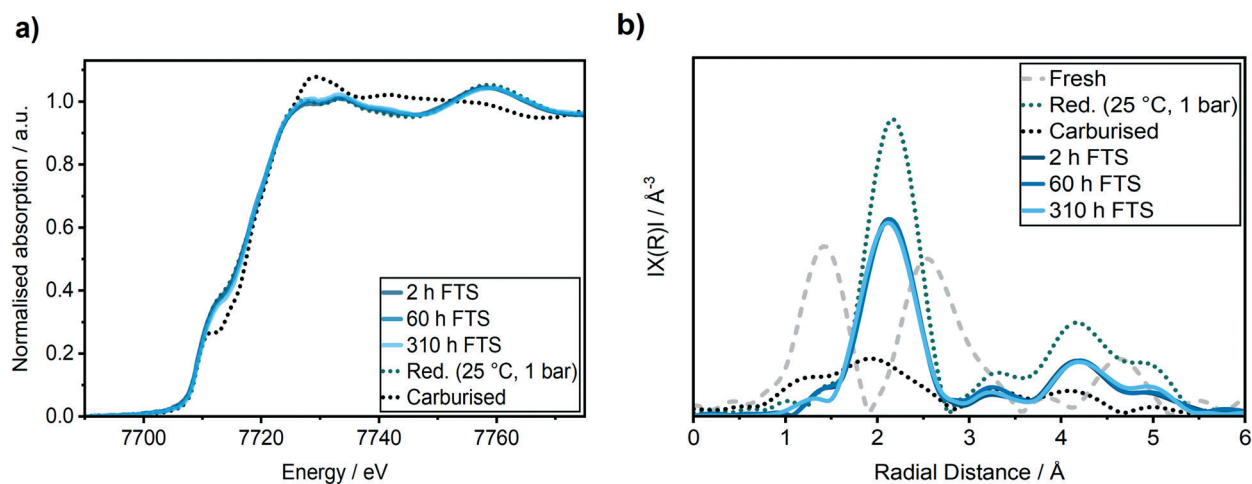 a)
Normalised absorption / a.u.
1.0
0.8
0.6
0.4
0.2
0.0
7700
7720
7740
7760
Energy / eV
2 h FTS
60 h FTS
310 h FTS
Red. (25 °C, 1 bar)
Carburised
b)
IX(R)I / Å-3
0
1
2
3
4
5
6
Radial Distance / Å
Fresh
Red. (25 °C, 1 bar)
Carburised
2 h FTS
60 h FTS
310 h FTS